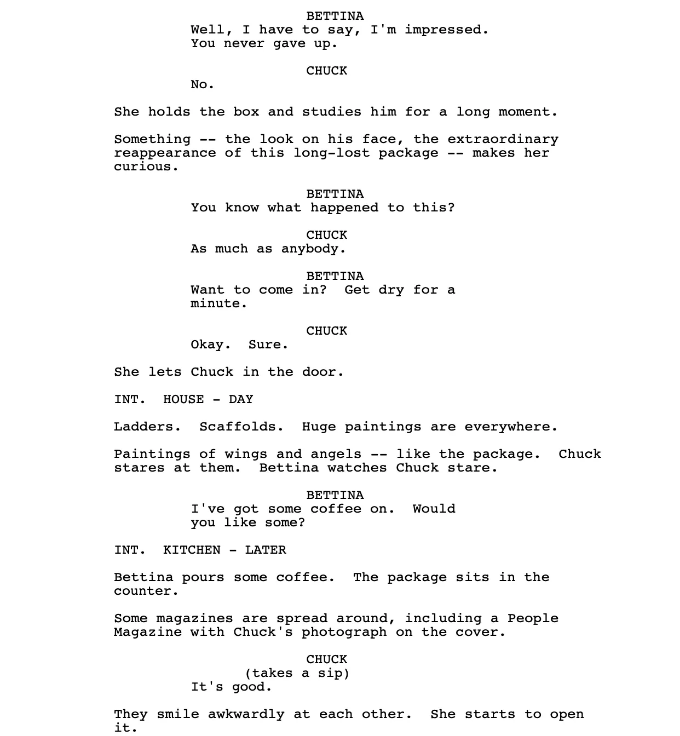 BETTINA
Well, I have to say, I'm impressed.
You never gave up.
CHUCK
No.
She holds the box and studies him for a long moment.
Something -- the look on his face, the extraordinary
reappearance of this long-lost package -- makes her
curious.
BETTINA
You know what happened to this?
CHUCK
As much as anybody.
BETTINA
Want to come in?  Get dry for a
minute.
CHUCK
Okay.  Sure.
She lets Chuck in the door.
INT.  HOUSE - DAY
Ladders.  Scaffolds.  Huge paintings are everywhere.
Paintings of wings and angels -- like the package.  Chuck
stares at them.  Bettina watches Chuck stare.
BETTINA
I've got some coffee on.  Would
you like some?
INT.  KITCHEN - LATER
Bettina pours some coffee.  The package sits in the
counter.
Some magazines are spread around, including a People
Magazine with Chuck's photograph on the cover.
CHUCK
(takes a sip)
It's good.
They smile awkwardly at each other.  She starts to open
it.